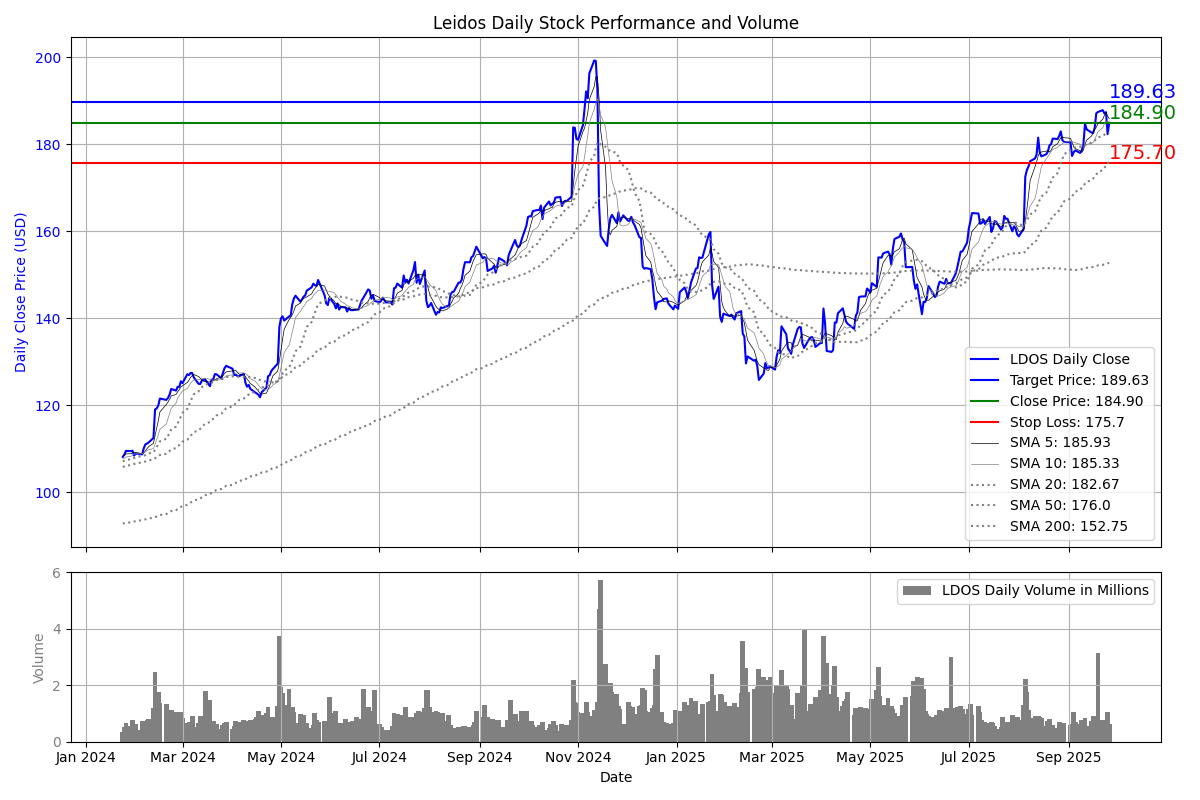 Leidos Daily Stock Performance and Volume
Daily Close Price (USD)
200
180
160
140
120
100
189.63
184.90
175.70
LDOS Daily Close
Target Price: 189.63
Close Price: 184.90
Stop Loss: 175.7
SMA 5: 185.93
SMA 10: 185.33
SMA 20: 182.67
SMA 50: 176.0
SMA 200: 152.75
Volume
6
4
2
0
LDOS Daily Volume in Millions
Jan 2024 Mar 2024 May 2024 Jul 2024 Sep 2024 Nov 2024 Jan 2025 Mar 2025 May 2025 Jul 2025 Sep 2025
Date